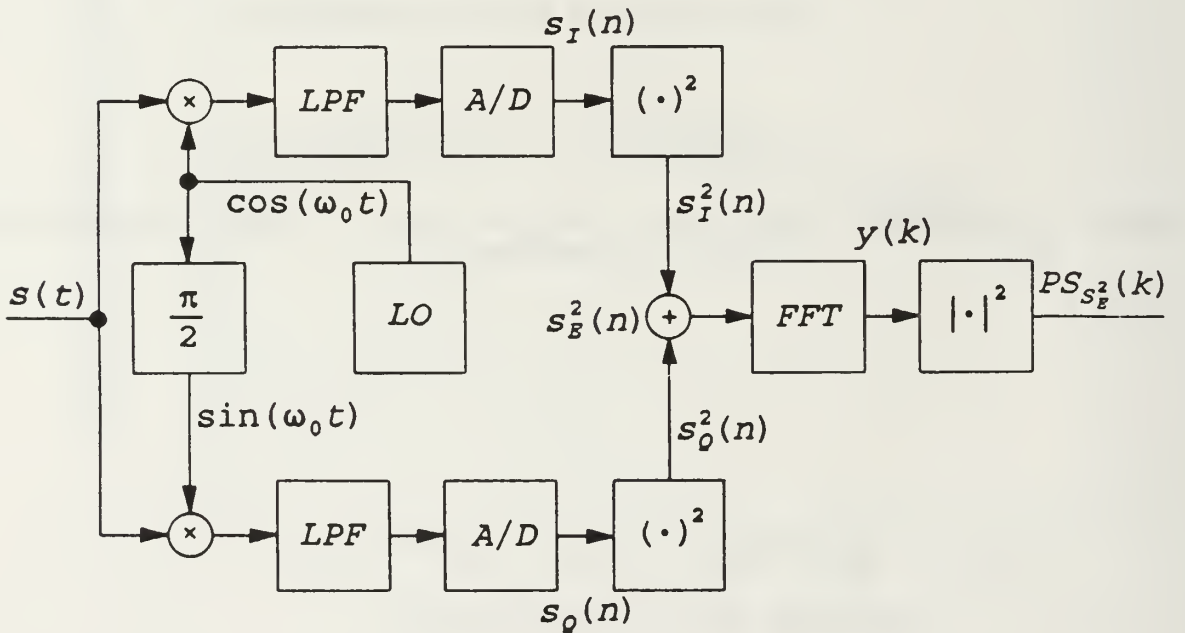 s_I(n)
×
LPF
A/D
(·)²
cos(ω₀t)
s_I²(n)
y(k)
s(t)
π/2
LO
s_E²(n)
+
FFT
|·|²
PS_{S_E²}(k)
sin(ω₀t)
s_Q²(n)
×
LPF
A/D
(·)²
s_Q(n)